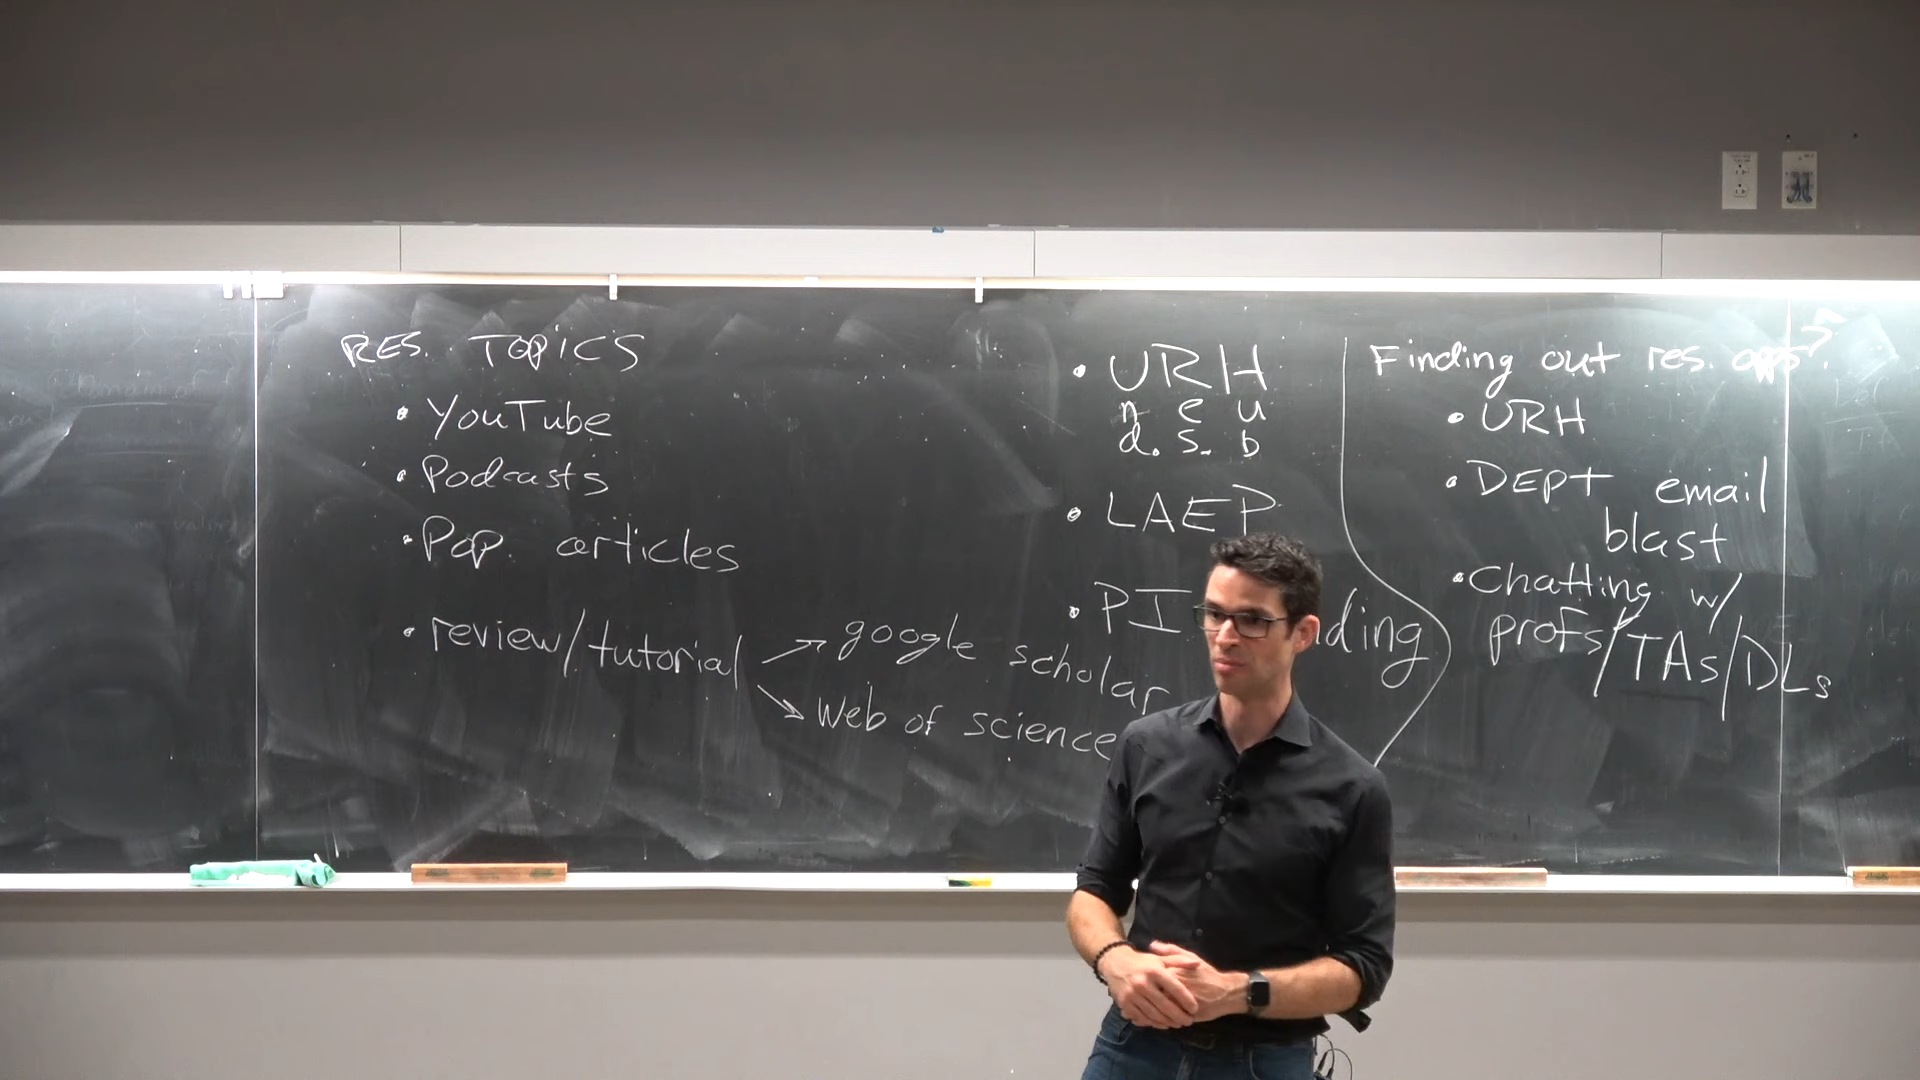 RES. TOPICS
• YouTube
• Podcasts
• Pop. articles
• review/tutorial → google scholar
→ web of science
• URH
n e u
d. s. b
• LAEP
• PI ding
Finding out res. opps?
• URH
• DEPT email
blast
• Chatting w/
profs/TAs/DLs